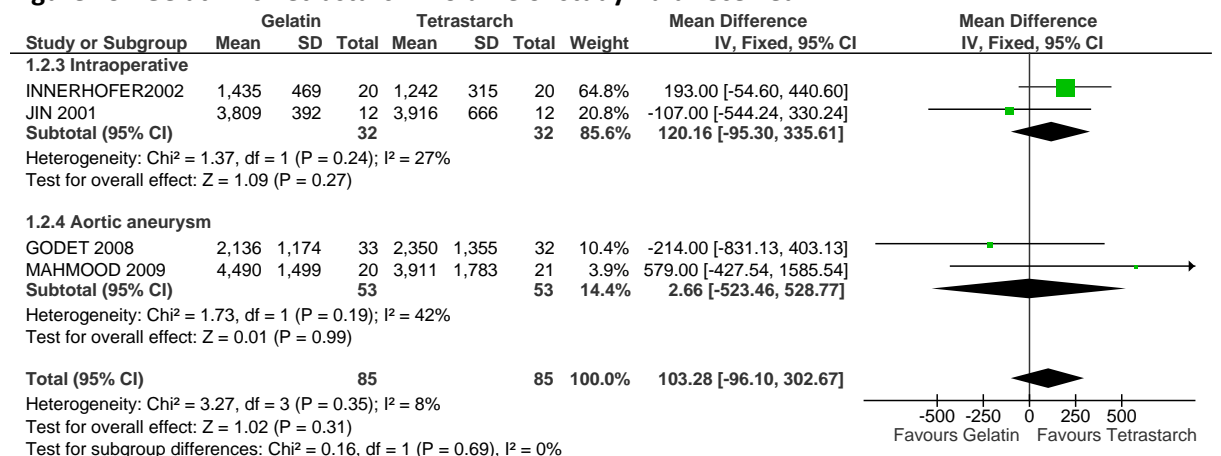 Gelatin Tetrastarch Mean Difference Mean Difference
Study or Subgroup Mean SD Total Mean SD Total Weight IV, Fixed, 95% CI IV, Fixed, 95% CI
1.2.3 Intraoperative
INNERHOFER2002 1,435 469 20 1,242 315 20 64.8% 193.00 [-54.60, 440.60]
JIN 2001 3,809 392 12 3,916 666 12 20.8% -107.00 [-544.24, 330.24]
Subtotal (95% CI) 32 32 85.6% 120.16 [-95.30, 335.61]
Heterogeneity: Chi² = 1.37, df = 1 (P = 0.24); I² = 27%
Test for overall effect: Z = 1.09 (P = 0.27)
1.2.4 Aortic aneurysm
GODET 2008 2,136 1,174 33 2,350 1,355 32 10.4% -214.00 [-831.13, 403.13]
MAHMOOD 2009 4,490 1,499 20 3,911 1,783 21 3.9% 579.00 [-427.54, 1585.54]
Subtotal (95% CI) 53 53 14.4% 2.66 [-523.46, 528.77]
Heterogeneity: Chi² = 1.73, df = 1 (P = 0.19); I² = 42%
Test for overall effect: Z = 0.01 (P = 0.99)
Total (95% CI) 85 85 100.0% 103.28 [-96.10, 302.67]
Heterogeneity: Chi² = 3.27, df = 3 (P = 0.35); I² = 8%
Test for overall effect: Z = 1.02 (P = 0.31)
Test for subgroup differences: Chi² = 0.16, df = 1 (P = 0.69), I² = 0%
-500 -250 0 250 500
Favours Gelatin Favours Tetrastarch